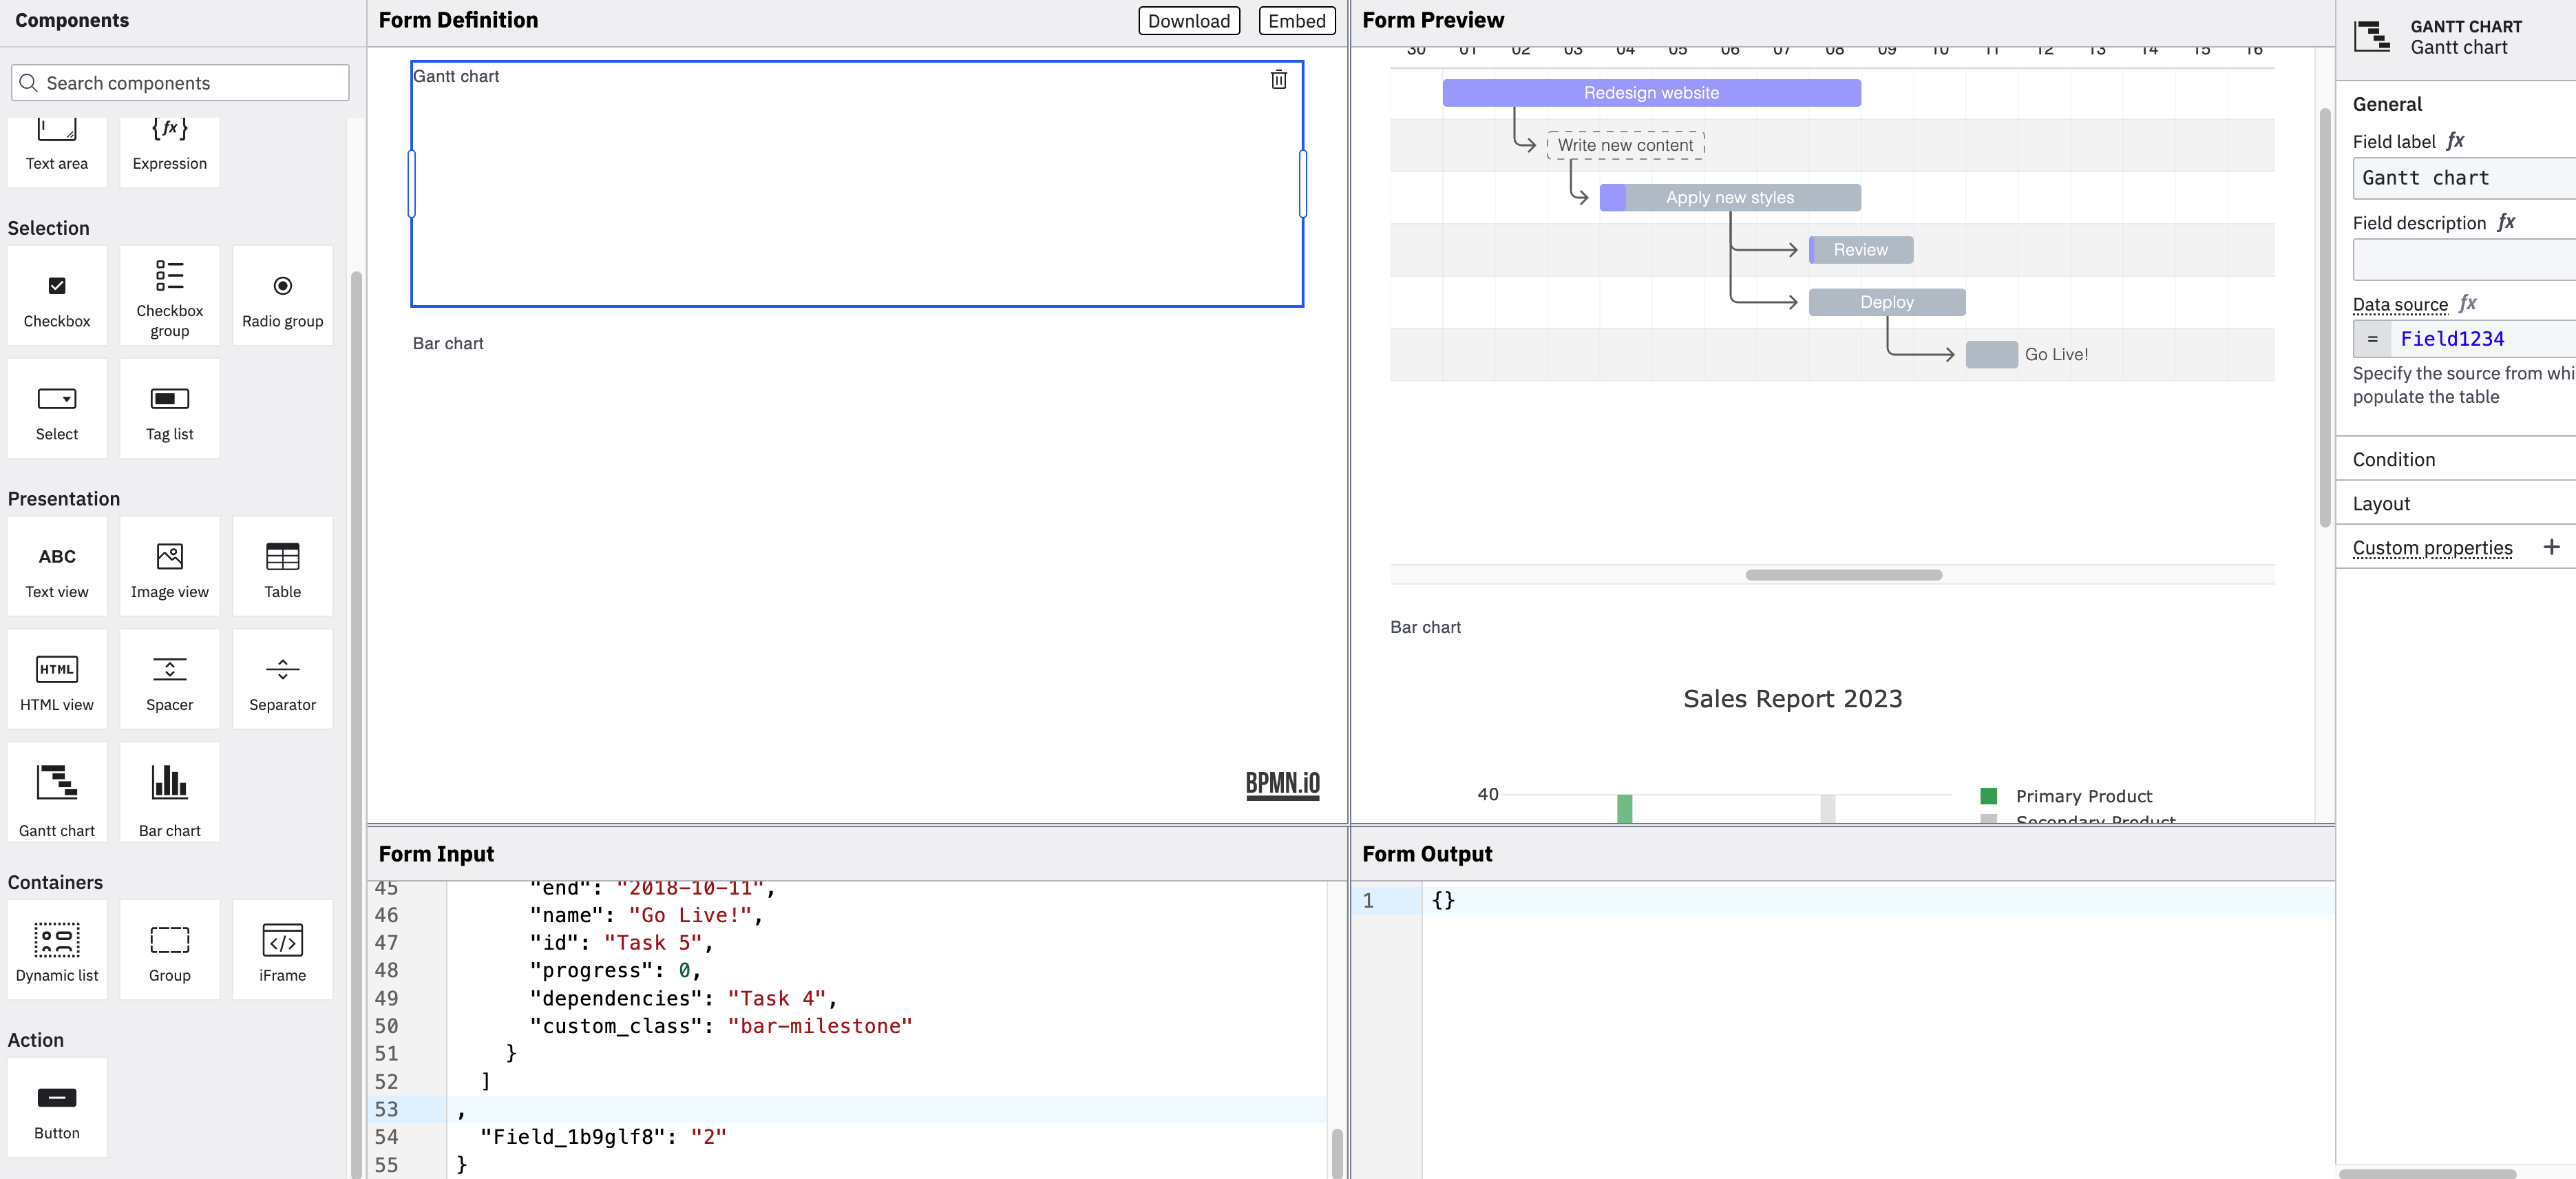 Components
Search components
Text area
Expression
Selection
Checkbox
Checkbox
group
Radio group
Select
Tag list
Presentation
ABC
Text view
Image view
Table
HTML
HTML view
Spacer
Separator
Gantt chart
Bar chart
Containers
Dynamic list
Group
iFrame
Action
Button
Form Definition
Download
Embed
Gantt chart
Bar chart
BPMN.iO
Form Input
45 "end": "2018-10-11",
46 "name": "Go Live!",
47 "id": "Task 5",
48 "progress": 0,
49 "dependencies": "Task 4",
50 "custom_class": "bar-milestone"
51 }
52 ]
53 ,
54 "Field_1b9glf8": "2"
55 }
Form Preview
30 01 02 03 04 05 06 07 08 09 10 11 12 13 14 15 16
Redesign website
Write new content
Apply new styles
Review
Deploy
Go Live!
Bar chart
Sales Report 2023
40
Primary Product
Secondary Product
Form Output
1 {}
GANTT CHART
Gantt chart
General
Field label fx
Gantt chart
Field description fx
Data source fx
= Field1234
Specify the source from whi
populate the table
Condition
Layout
Custom properties +